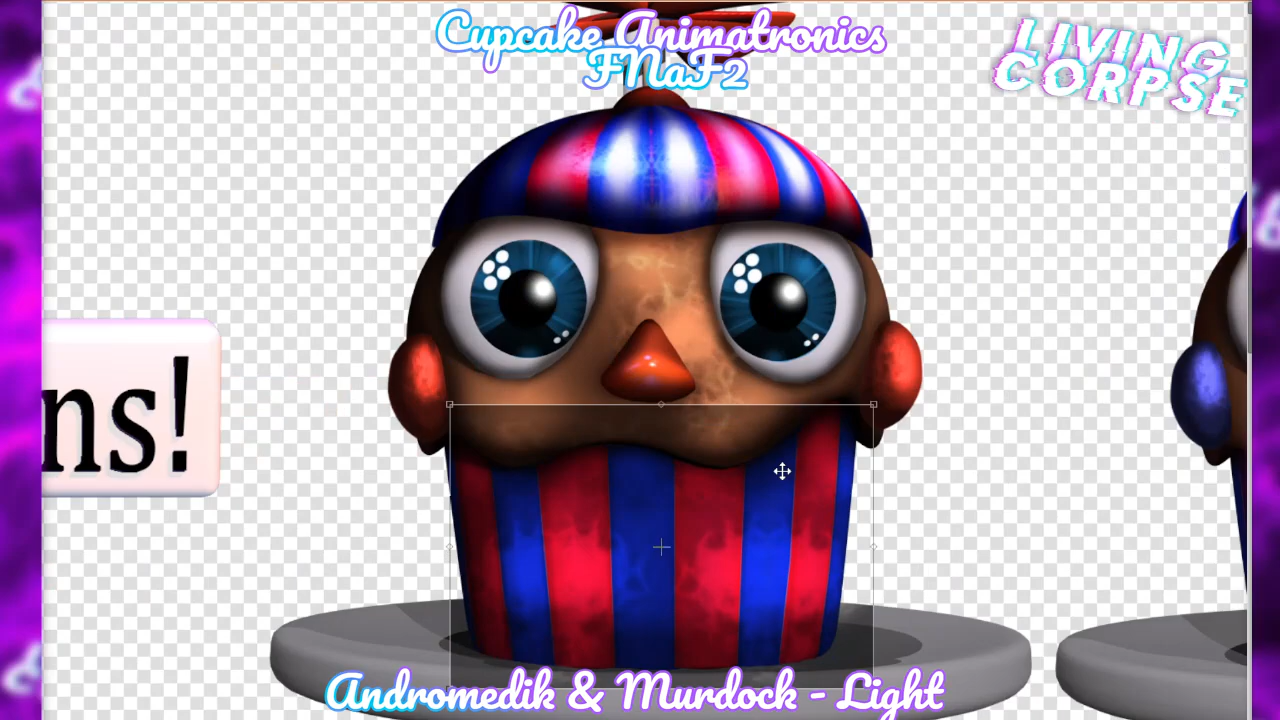 Cupcake Animatronics
FNaF2
LIVING
CORPSE
ns!
Andromedik & Murdock - Light